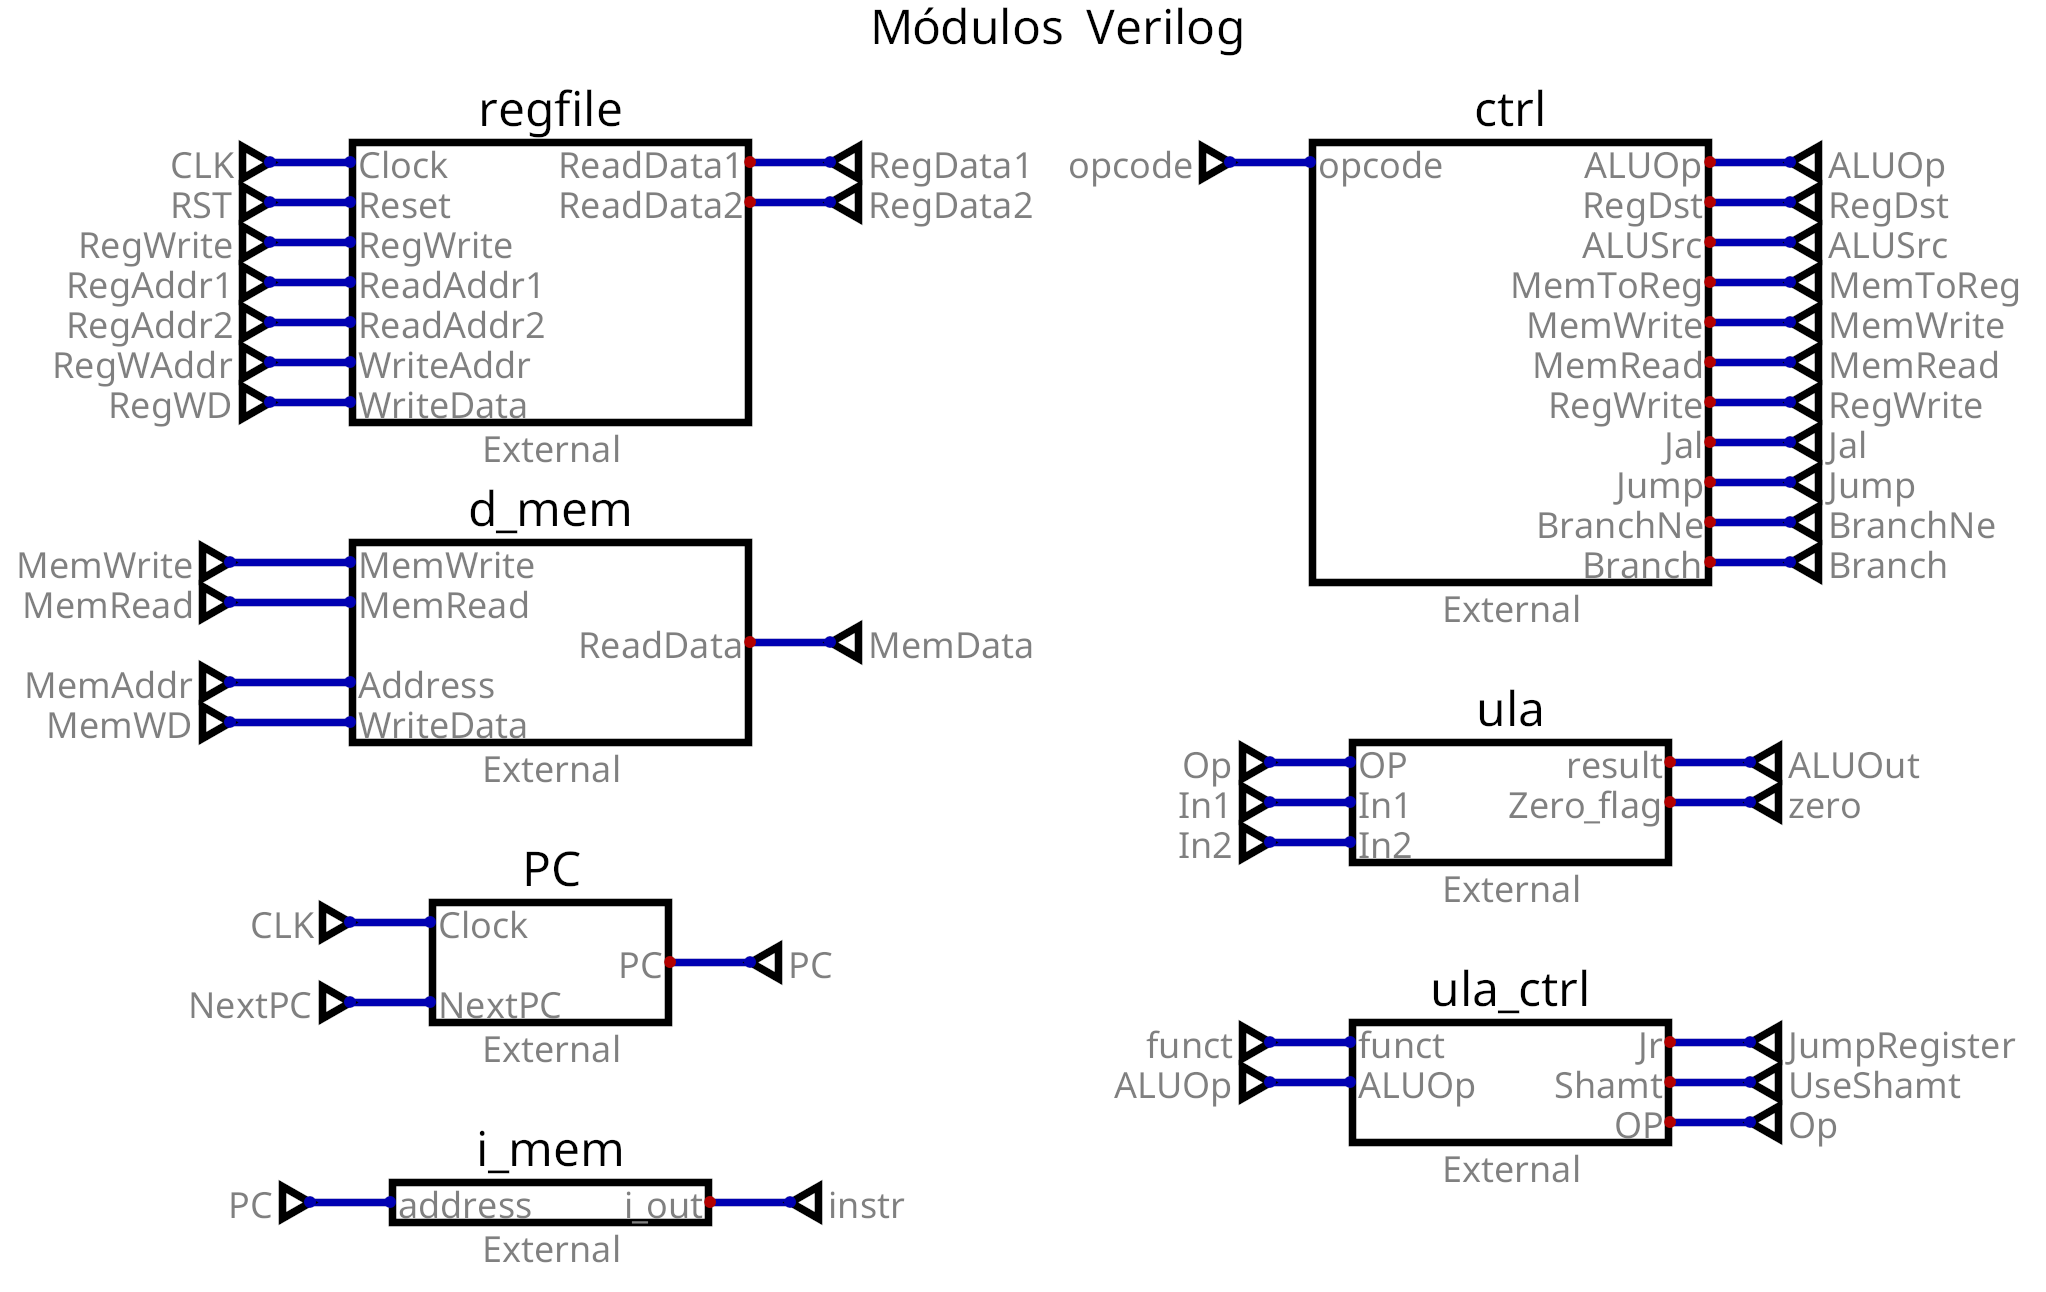 Módulos Verilog
regfile
CLK Clock ReadData1 RegData1
RST Reset ReadData2 RegData2
RegWrite RegWrite
RegAddr1 ReadAddr1
RegAddr2 ReadAddr2
RegWAddr WriteAddr
RegWD WriteData
External
d_mem
MemWrite MemWrite
MemRead MemRead
ReadData MemData
MemAddr Address
MemWD WriteData
External
PC
CLK Clock
PC PC
NextPC NextPC
External
i_mem
PC address i_out instr
External
ctrl
opcode opcode ALUOp ALUOp
RegDst RegDst
ALUSrc ALUSrc
MemToReg MemToReg
MemWrite MemWrite
MemRead MemRead
RegWrite RegWrite
Jal Jal
Jump Jump
BranchNe BranchNe
Branch Branch
External
ula
Op OP result ALUOut
In1 In1 Zero_flag zero
In2 In2
External
ula_ctrl
funct funct Jr JumpRegister
ALUOp ALUOp Shamt UseShamt
OP Op
External